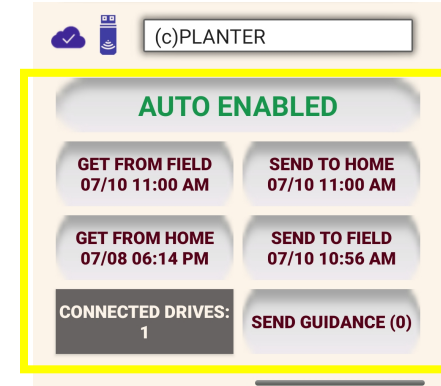 (c)PLANTER
AUTO ENABLED
GET FROM FIELD
07/10 11:00 AM
SEND TO HOME
07/10 11:00 AM
GET FROM HOME
07/08 06:14 PM
SEND TO FIELD
07/10 10:56 AM
CONNECTED DRIVES:
1
SEND GUIDANCE (0)